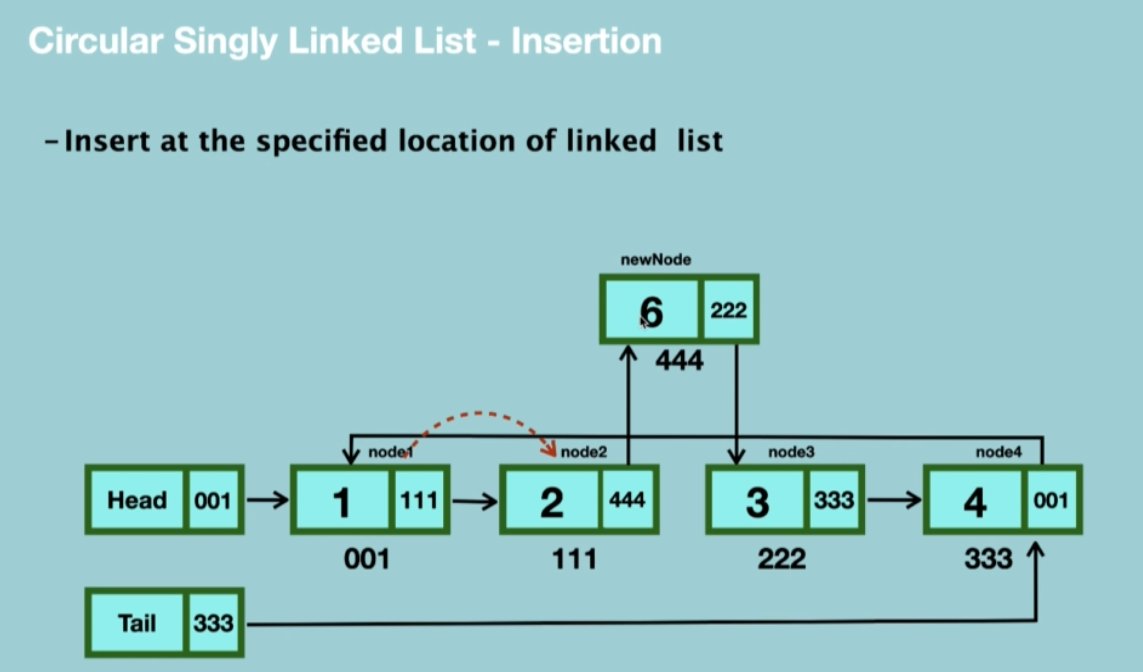 Circular Singly Linked List - Insertion
– Insert at the specified location of linked list
newNode
6 222
444
node1 node2 node3 node4
Head 001 1 111 2 444 3 333 4 001
001 111 222 333
Tail 333